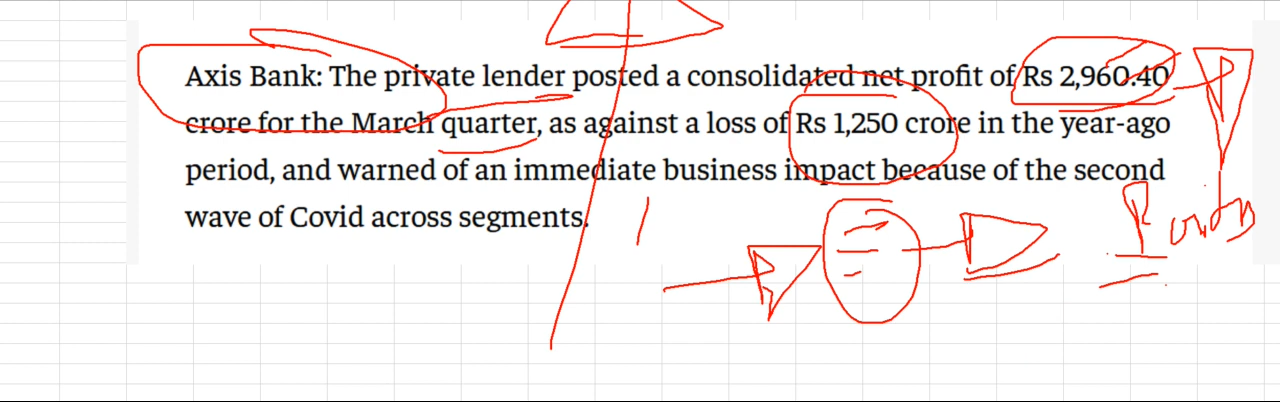 Axis Bank: The private lender posted a consolidated net profit of Rs 2,960.40
crore for the March quarter, as against a loss of Rs 1,250 crore in the year-ago
period, and warned of an immediate business impact because of the second
wave of Covid across segments.